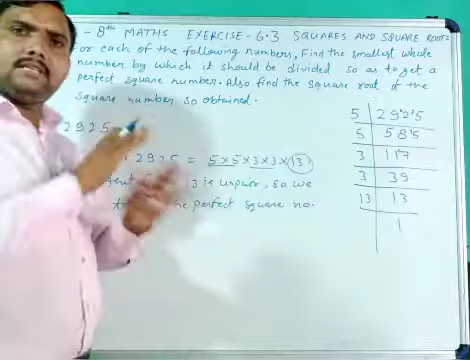 - 8th MATHS EXERCISE - 6.3 SQUARES AND SQUARE ROOTS
or each of the following numbers, Find the smallest whole
number by which it should be divided so as to get a
perfect square number. Also find the square root of the
square number so obtained.
2925
2925 = 5×5×3×3×13
3 is unpair, so we
the perfect square no.
5 | 2925
5 | 585
3 | 117
3 | 39
13 | 13
1